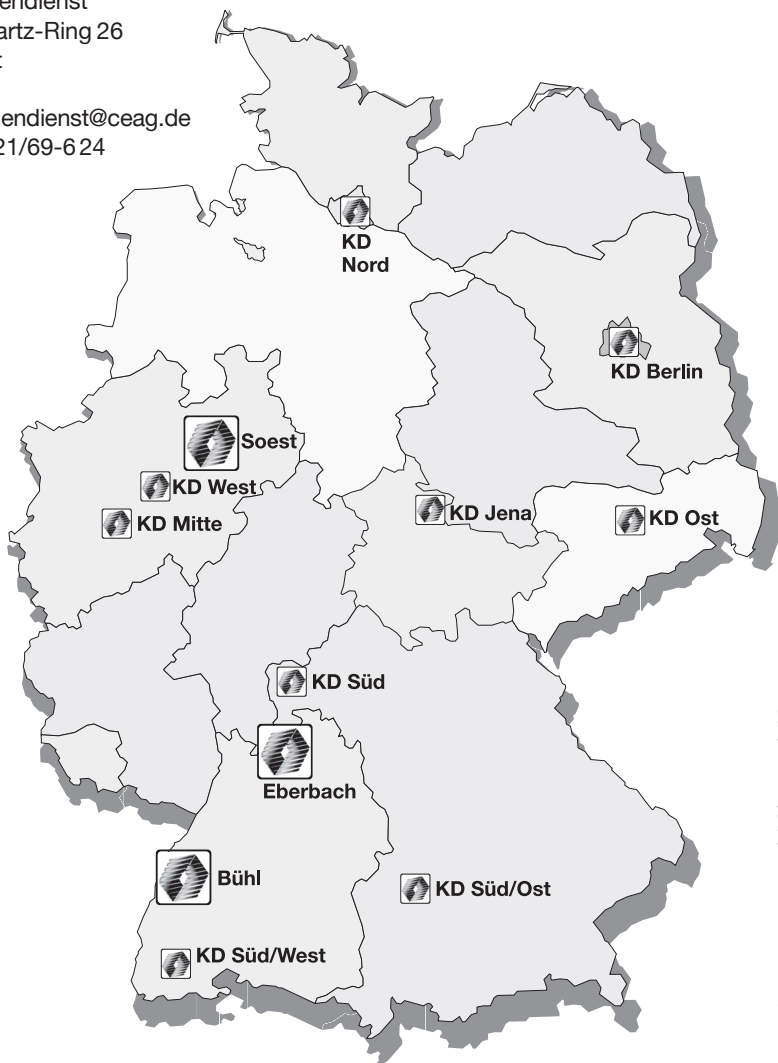 endienst
artz-Ring 26
endienst@ceag.de
21/69-6 24
KD
Nord
KD Berlin
Soest
KD West
KD Mitte
KD Jena
KD Ost
KD Süd
Eberbach
Bühl
KD Süd/Ost
KD Süd/West